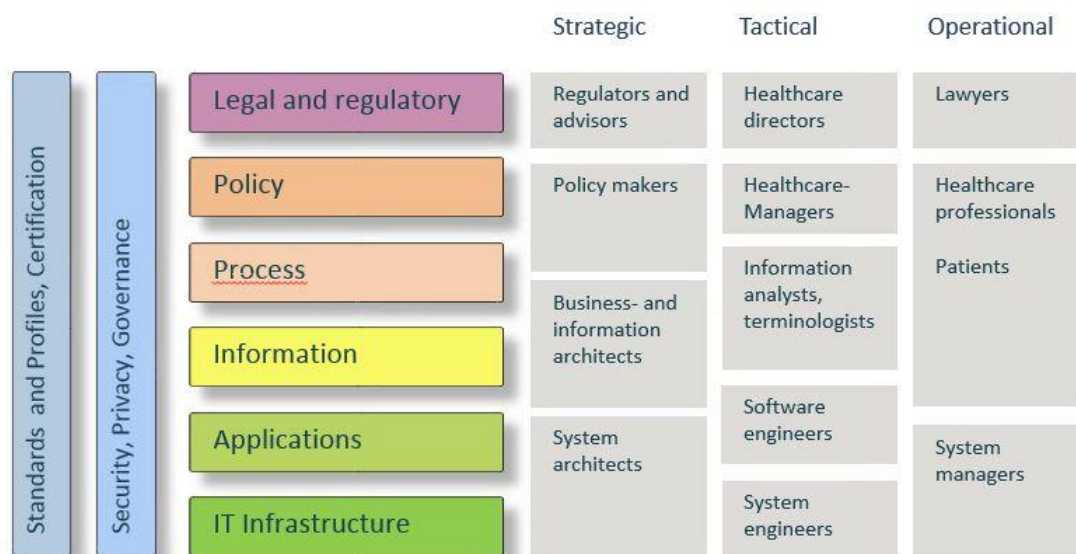 Strategic
Tactical
Operational
Standards and Profiles, Certification
Security, Privacy, Governance
Legal and regulatory
Regulators and
advisors
Healthcare
directors
Lawyers
Policy
Policy makers
Healthcare-
Managers
Healthcare
professionals
Patients
Process
Business- and
information
architects
Information
analysts,
terminologists
Information
Applications
System
architects
Software
engineers
System
managers
IT Infrastructure
System
engineers